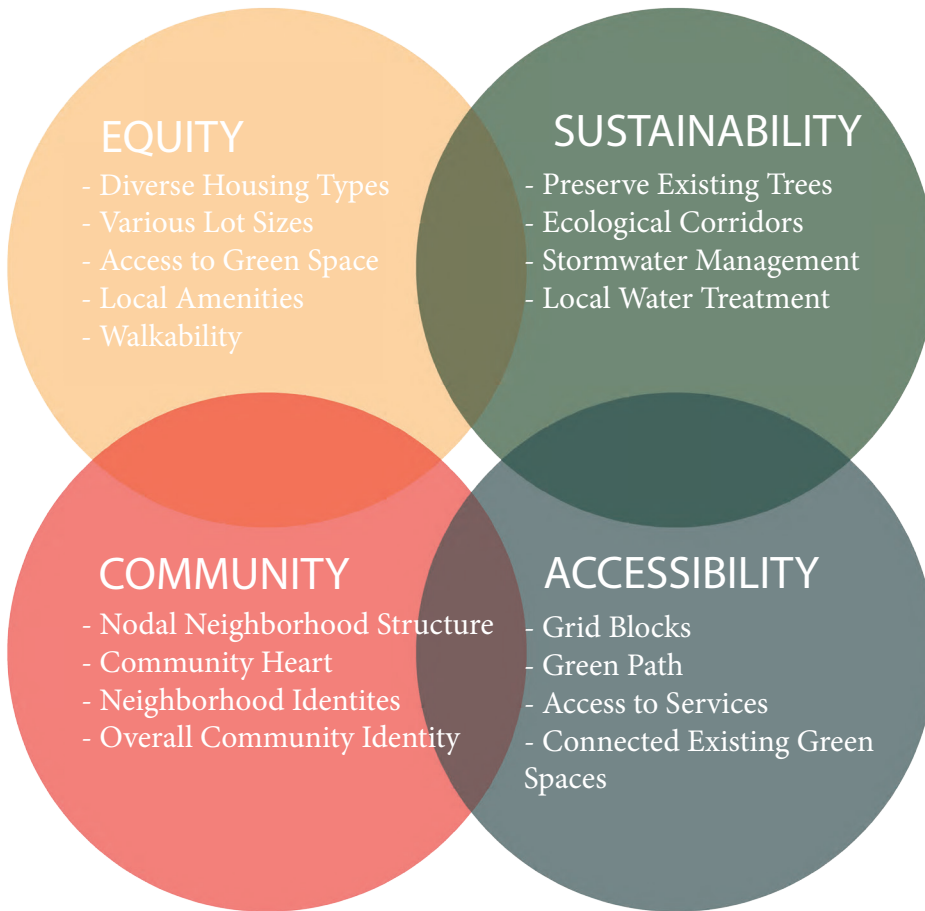 EQUITY
- Diverse Housing Types
- Various Lot Sizes
- Access to Green Space
- Local Amenities
- Walkability
SUSTAINABILITY
- Preserve Existing Trees
- Ecological Corridors
- Stormwater Management
- Local Water Treatment
COMMUNITY
- Nodal Neighborhood Structure
- Community Heart
- Neighborhood Identites
- Overall Community Identity
ACCESSIBILITY
- Grid Blocks
- Green Path
- Access to Services
- Connected Existing Green
Spaces